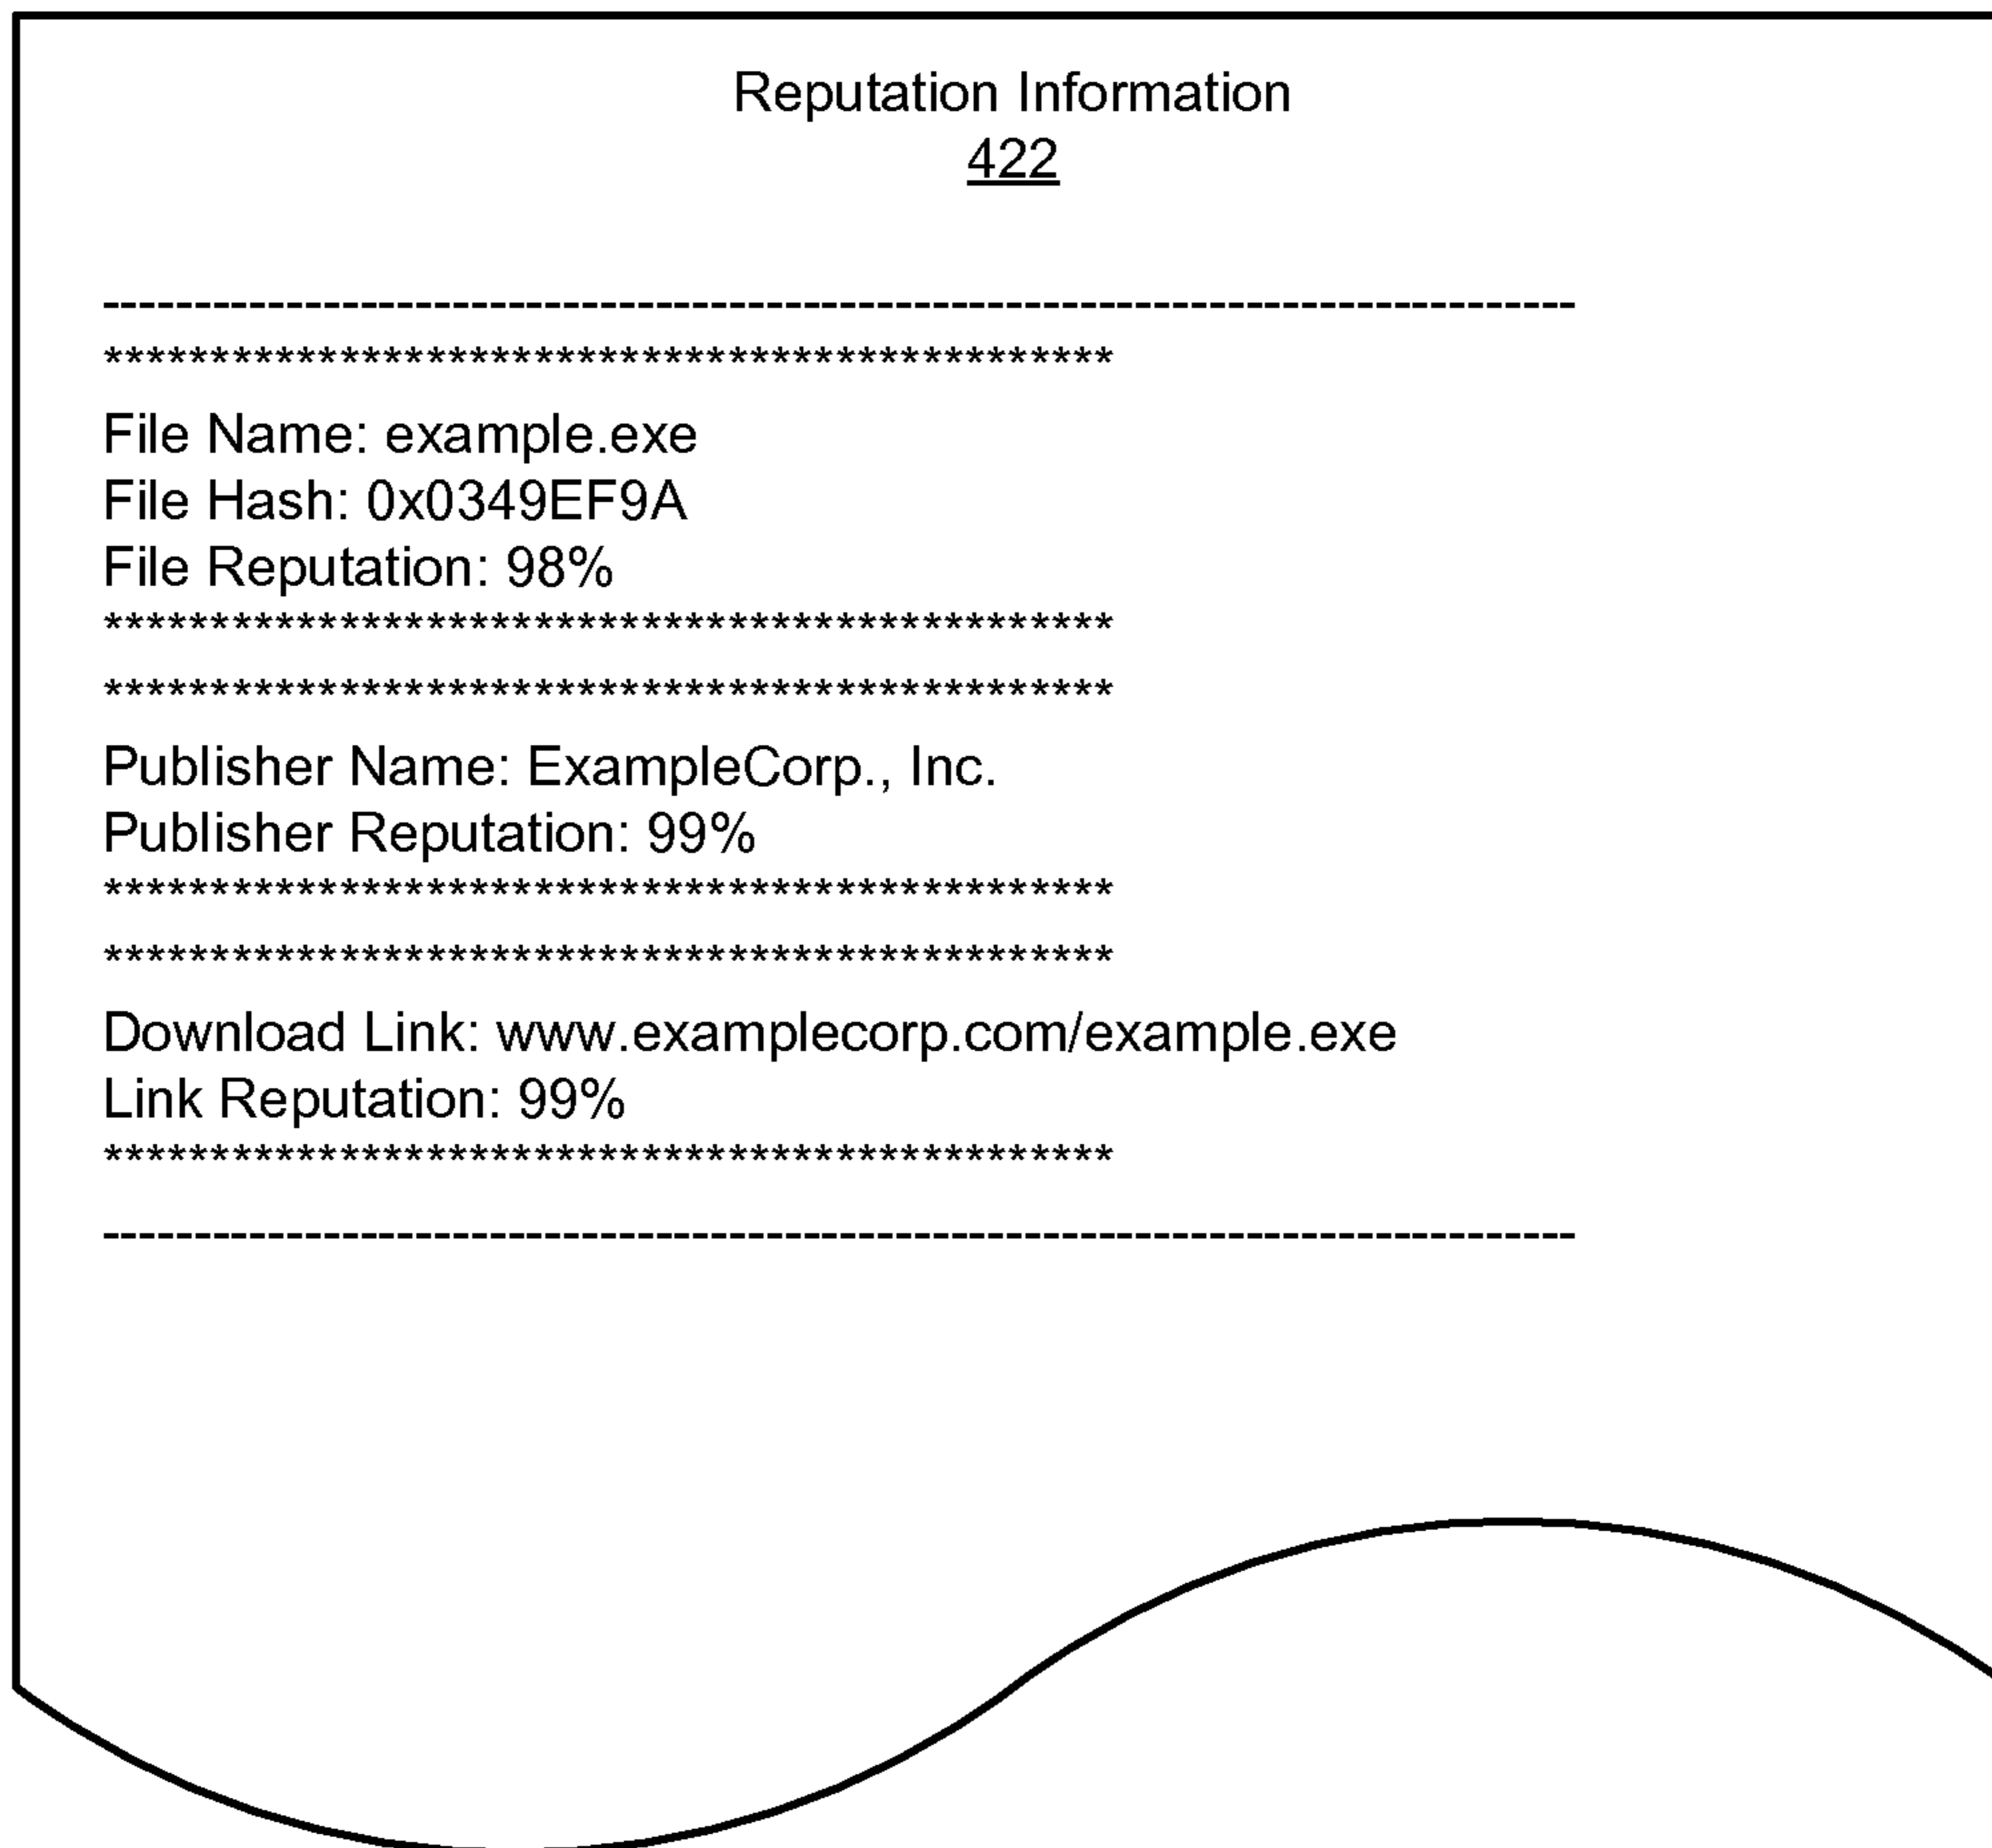 Reputation Information
422
--------------------------------------------------------------------------------
***********************************************
File Name: example.exe
File Hash: 0x0349EF9A
File Reputation: 98%
***********************************************
***********************************************
Publisher Name: ExampleCorp., Inc.
Publisher Reputation: 99%
***********************************************
***********************************************
Download Link: www.examplecorp.com/example.exe
Link Reputation: 99%
***********************************************
--------------------------------------------------------------------------------